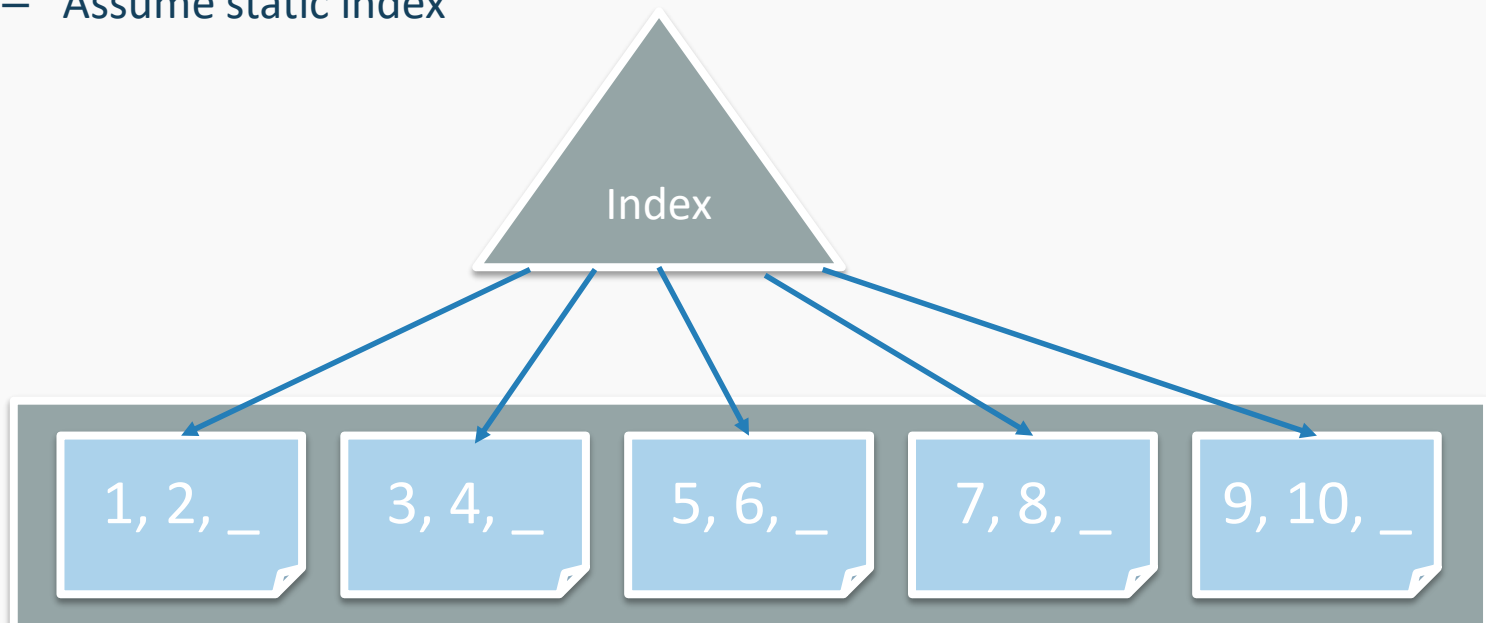 – Assume static index
Index
1, 2, _
3, 4, _
5, 6, _
7, 8, _
9, 10, _